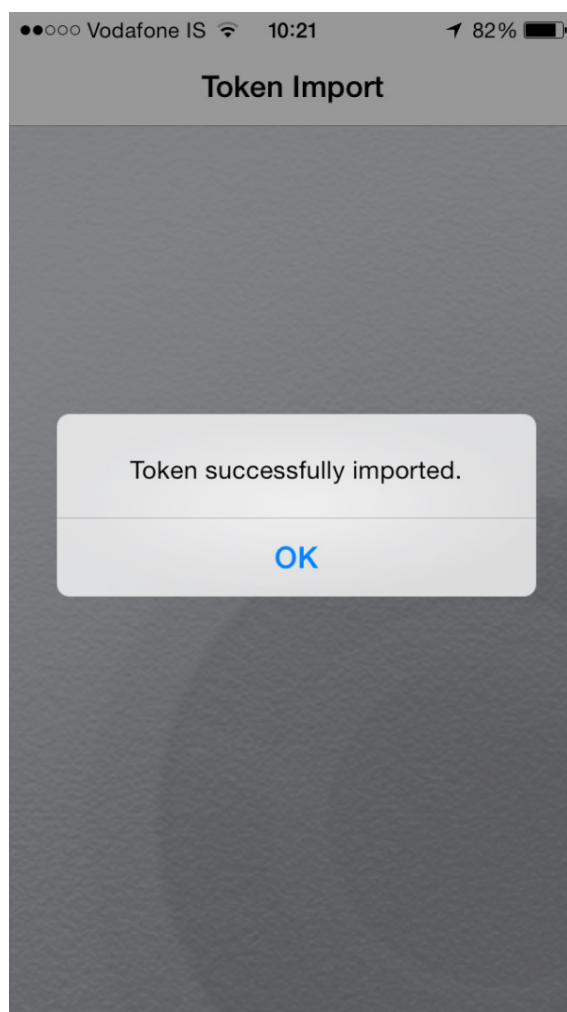 Vodafone IS 10:21 82%
Token Import
Token successfully imported.
OK